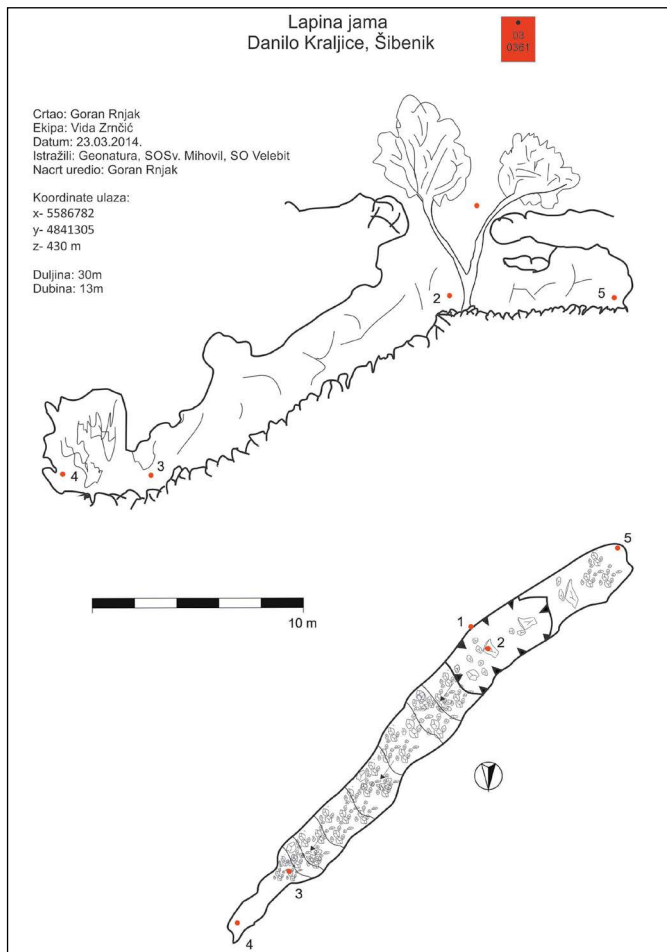 Lapina jama
Danilo Kraljice, Šibenik
03
0361
Crtao: Goran Rnjak
Ekipa: Vida Zrnčić
Datum: 23.03.2014.
Istražili: Geonatura, SOSv. Mihovil, SO Velebit
Nacrt uredio: Goran Rnjak
Koordinate ulaza:
x- 5586782
y- 4841305
z- 430 m
Duljina: 30m
Dubina: 13m
2
5
3
4
5
10 m
1
2
3
4